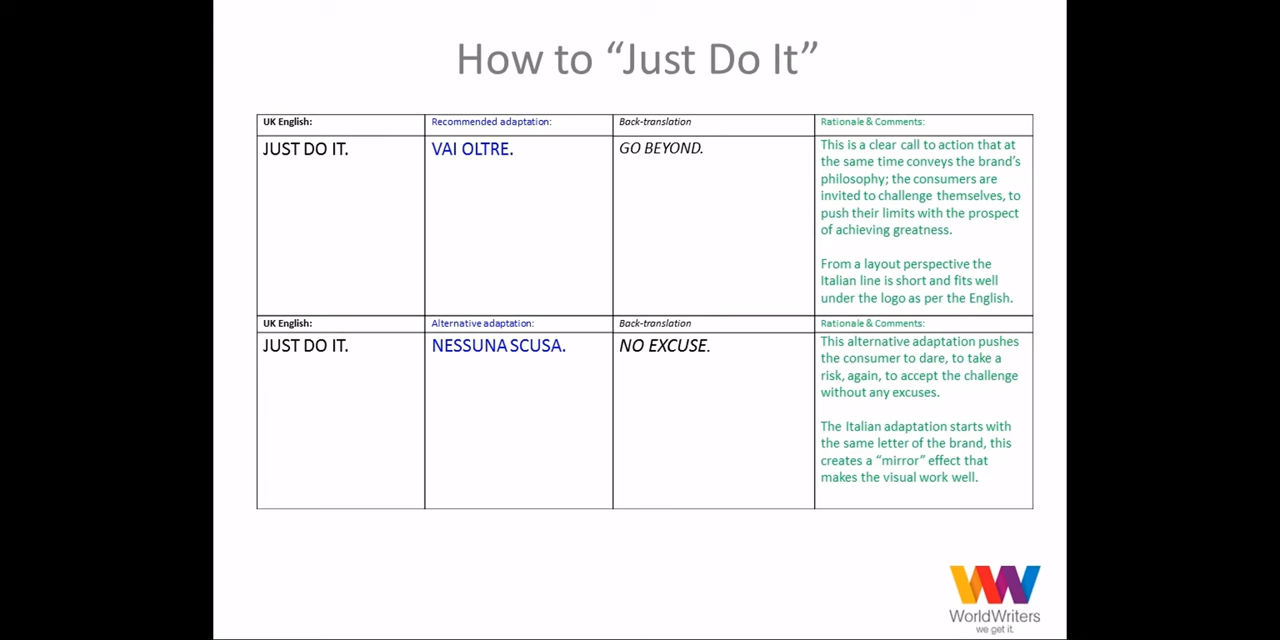 How to “Just Do It”
UK English:
Recommended adaptation:
Back-translation
Rationale & Comments:
JUST DO IT.
VAI OLTRE.
GO BEYOND.
This is a clear call to action that at
the same time conveys the brand’s
philosophy; the consumers are
invited to challenge themselves, to
push their limits with the prospect
of achieving greatness.
From a layout perspective the
Italian line is short and fits well
under the logo as per the English.
UK English:
Alternative adaptation:
Back-translation
Rationale & Comments:
JUST DO IT.
NESSUNA SCUSA.
NO EXCUSE.
This alternative adaptation pushes
the consumer to dare, to take a
risk, again, to accept the challenge
without any excuses.
The Italian adaptation starts with
the same letter of the brand, this
creates a “mirror” effect that
makes the visual work well.
WorldWriters
we get it.